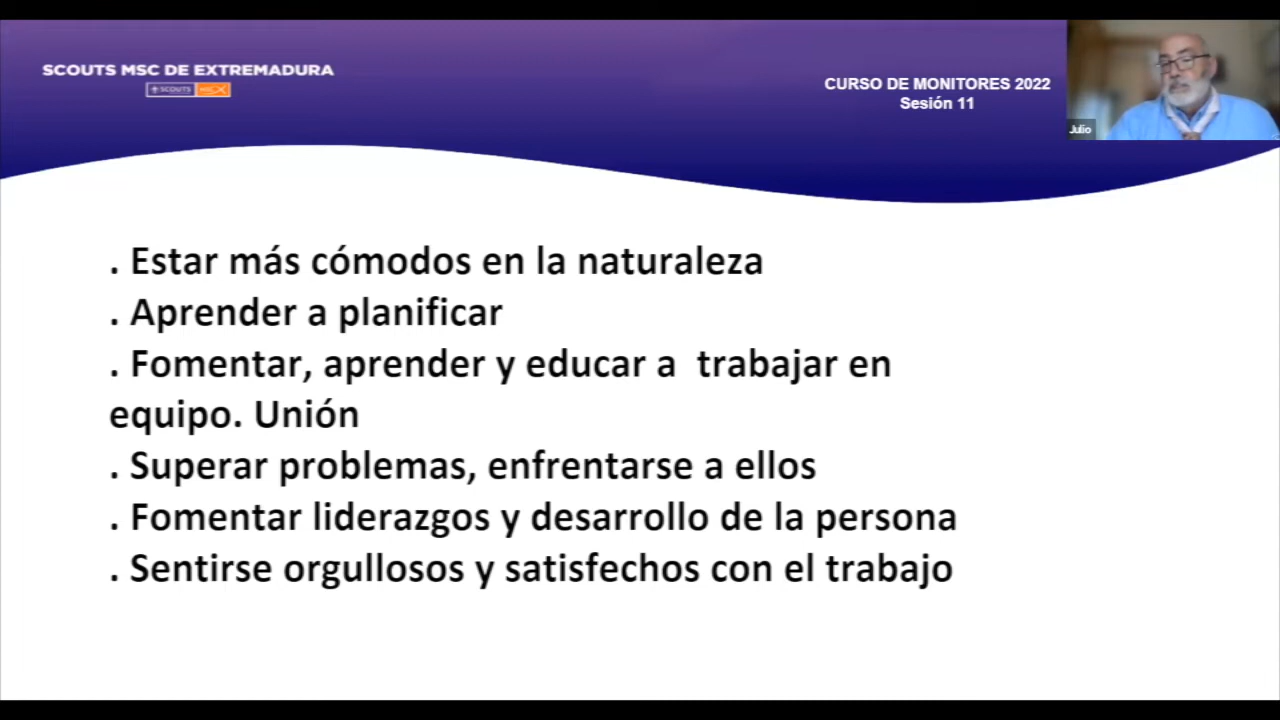 SCOUTS MSC DE EXTREMADURA
SCOUTS MSC
CURSO DE MONITORES 2022
Sesión 11
Julio
. Estar más cómodos en la naturaleza
. Aprender a planificar
. Fomentar, aprender y educar a  trabajar en
equipo. Unión
. Superar problemas, enfrentarse a ellos
. Fomentar liderazgos y desarrollo de la persona
. Sentirse orgullosos y satisfechos con el trabajo